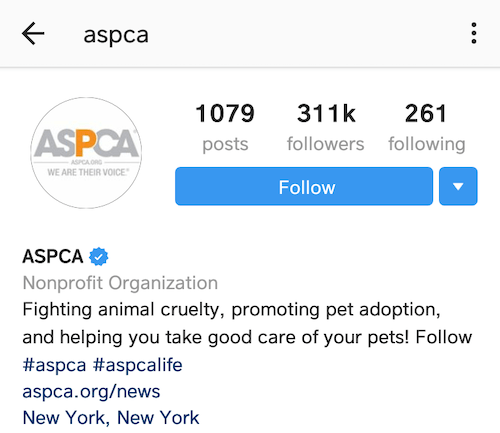 aspca
1079 311k 261
posts followers following
ASPCA
ASPCA.ORG
WE ARE THEIR VOICE®
Follow
ASPCA
Nonprofit Organization
Fighting animal cruelty, promoting pet adoption,
and helping you take good care of your pets! Follow
#aspca #aspcalife
aspca.org/news
New York, New York